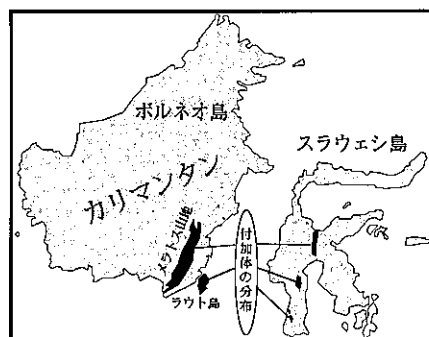 ボルネオ島
スラウェシ島
カリマンタン
メラトス山地
付加体の分布
ラウト島